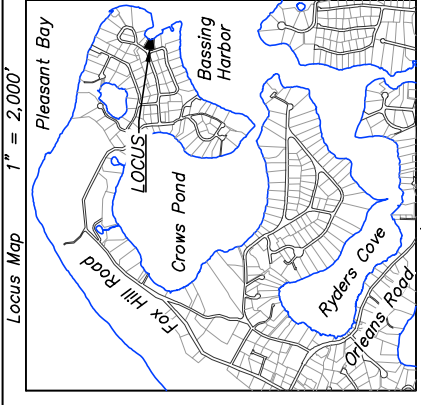 Locus Map 1" = 2,000'
Pleasant Bay
Bassing
Harbor
LOCUS
Crows Pond
Fox Hill Road
Ryders Cove
Orleans Road